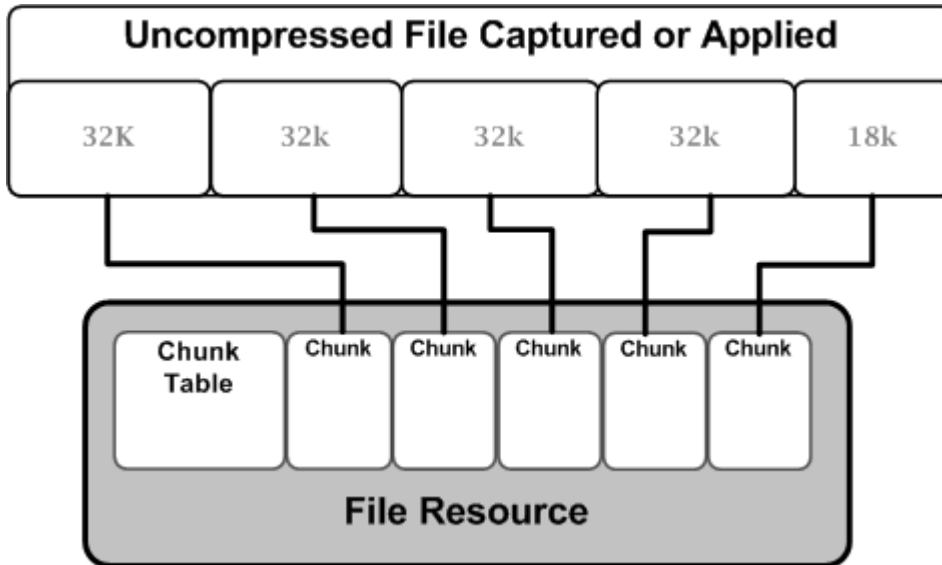 Uncompressed File Captured or Applied
32K 32k 32k 32k 18k
Chunk Chunk Chunk Chunk Chunk Chunk
Table
File Resource